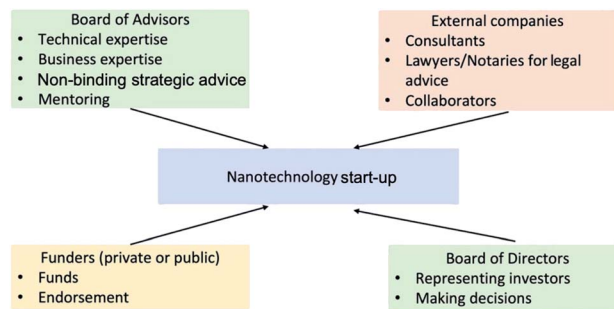 Board of Advisors
• Technical expertise
• Business expertise
• Non-binding strategic advice
• Mentoring
External companies
• Consultants
• Lawyers/Notaries for legal
advice
• Collaborators
Nanotechnology start-up
Funders (private or public)
• Funds
• Endorsement
Board of Directors
• Representing investors
• Making decisions